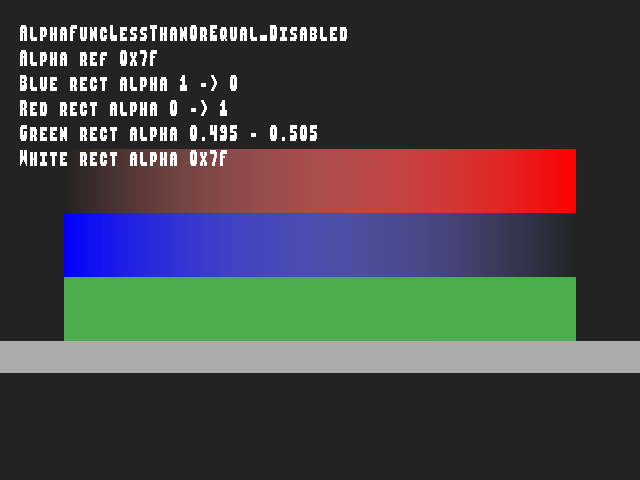 AlphaFuncLessThanOrEqual_Disabled
Alpha ref 0x7f
Blue rect alpha 1 -> 0
Red rect alpha 0 -> 1
Green rect alpha 0.495 - 0.505
White rect alpha 0x7f